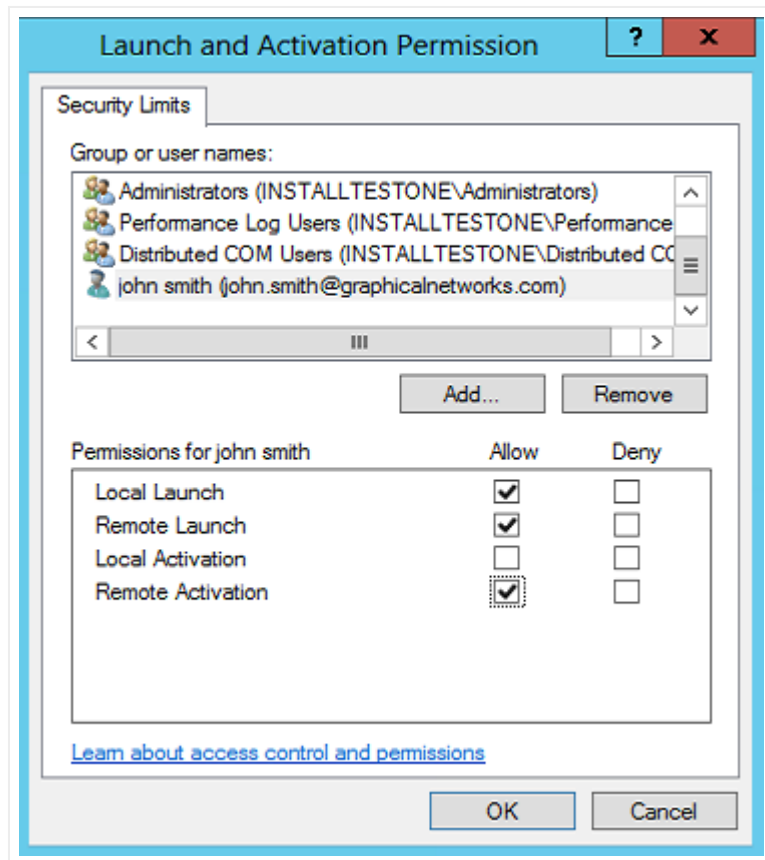 Launch and Activation Permission ? x
Security Limits
Group or user names:
Administrators (INSTALLTESTONE\Administrators)
Performance Log Users (INSTALLTESTONE\Performance
Distributed COM Users (INSTALLTESTONE\Distributed CO
john smith (john.smith@graphicalnetworks.com)
Add... Remove
Permissions for john smith Allow Deny
Local Launch
Remote Launch
Local Activation
Remote Activation
Learn about access control and permissions
OK Cancel